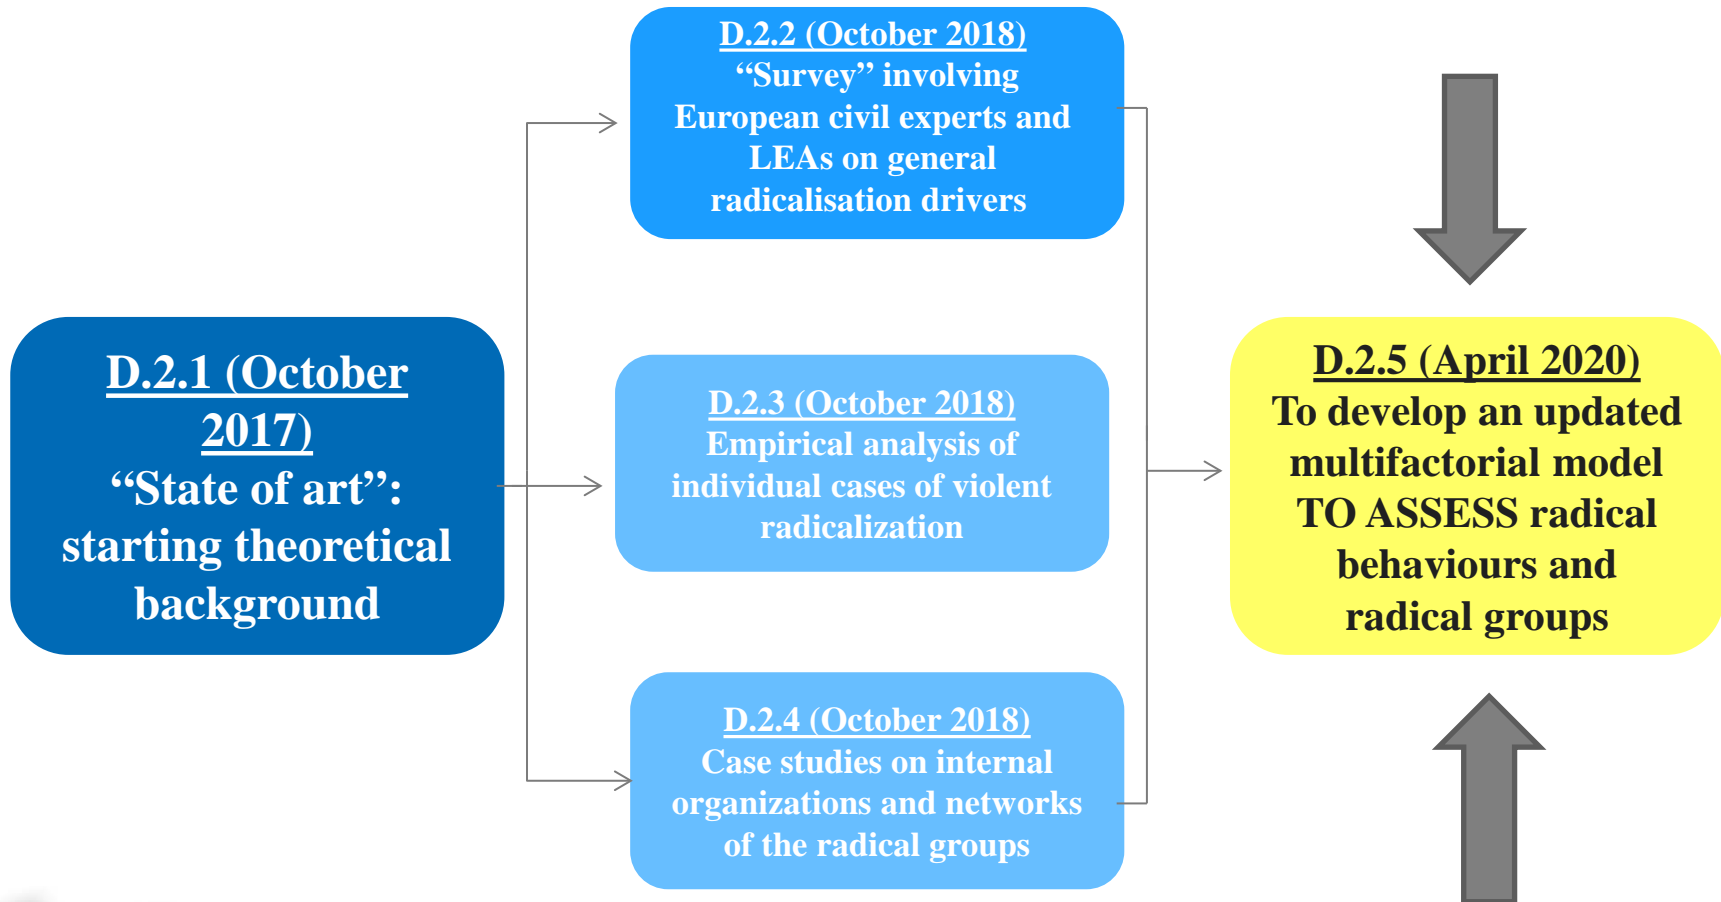 D.2.1 (October
2017)
“State of art”:
starting theoretical
background
D.2.2 (October 2018)
“Survey” involving
European civil experts and
LEAs on general
radicalisation drivers
D.2.3 (October 2018)
Empirical analysis of
individual cases of violent
radicalization
D.2.4 (October 2018)
Case studies on internal
organizations and networks
of the radical groups
D.2.5 (April 2020)
To develop an updated
multifactorial model
TO ASSESS radical
behaviours and
radical groups